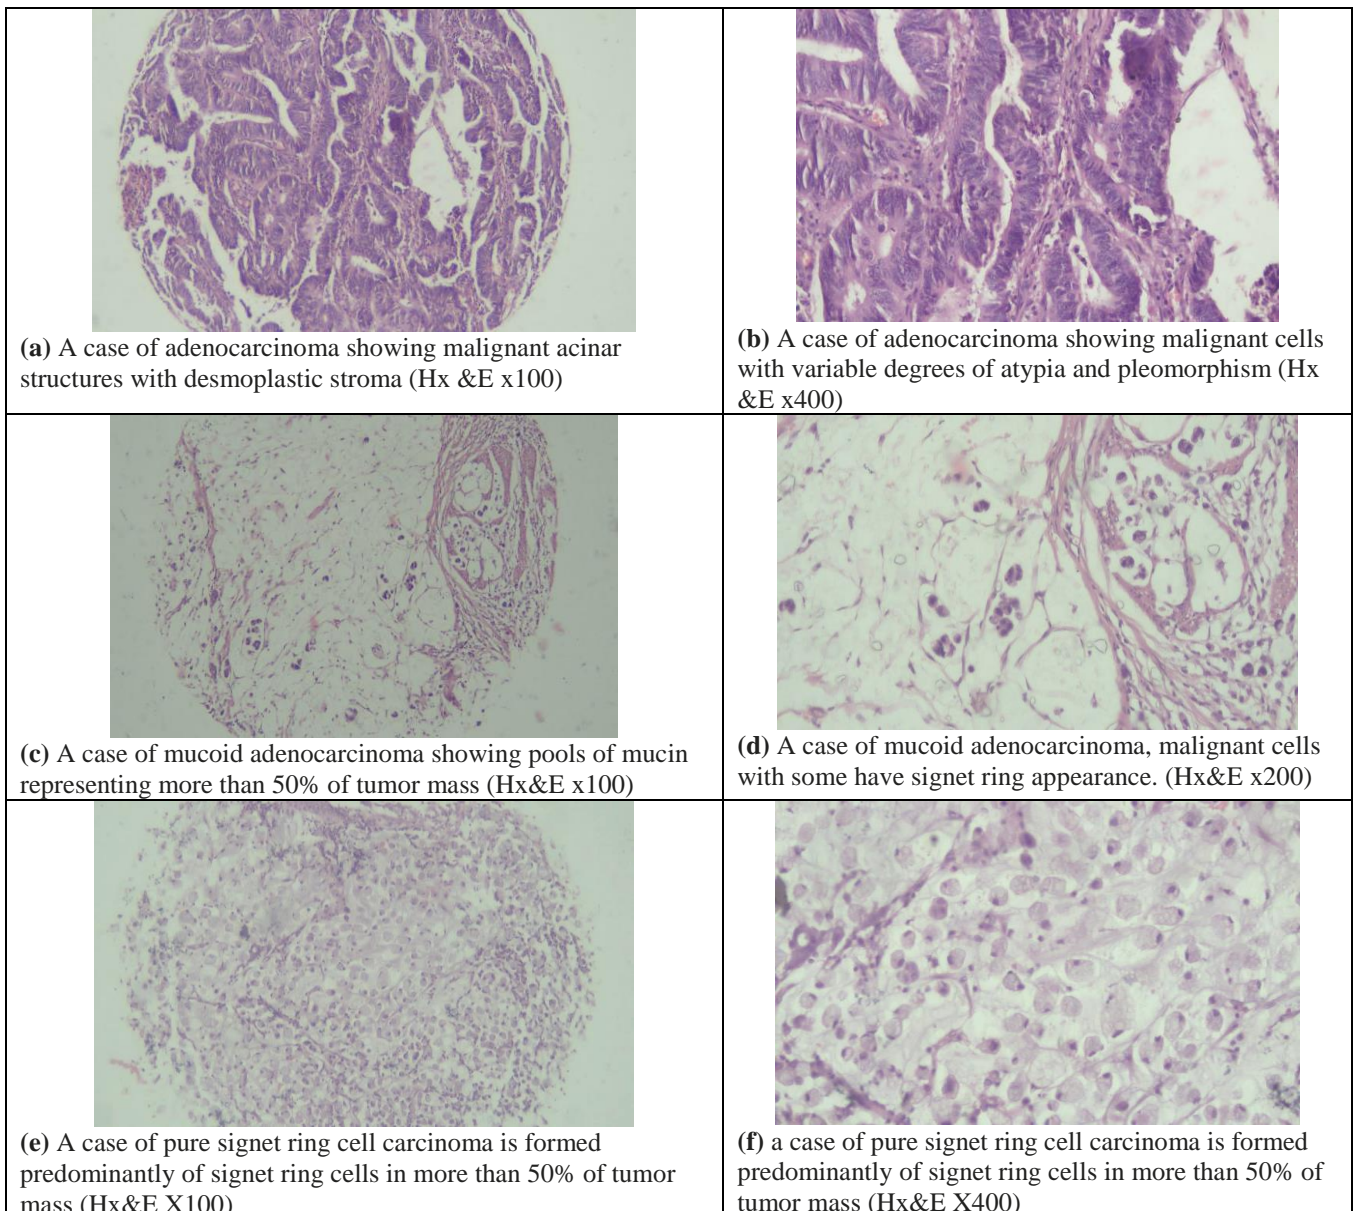 (a) A case of adenocarcinoma showing malignant acinar
structures with desmoplastic stroma (Hx &E x100)
(b) A case of adenocarcinoma showing malignant cells
with variable degrees of atypia and pleomorphism (Hx
&E x400)
(c) A case of mucoid adenocarcinoma showing pools of mucin
representing more than 50% of tumor mass (Hx&E x100)
(d) A case of mucoid adenocarcinoma, malignant cells
with some have signet ring appearance. (Hx&E x200)
(e) A case of pure signet ring cell carcinoma is formed
predominantly of signet ring cells in more than 50% of tumor
mass (Hx&E X100)
(f) a case of pure signet ring cell carcinoma is formed
predominantly of signet ring cells in more than 50% of
tumor mass (Hx&E X400)